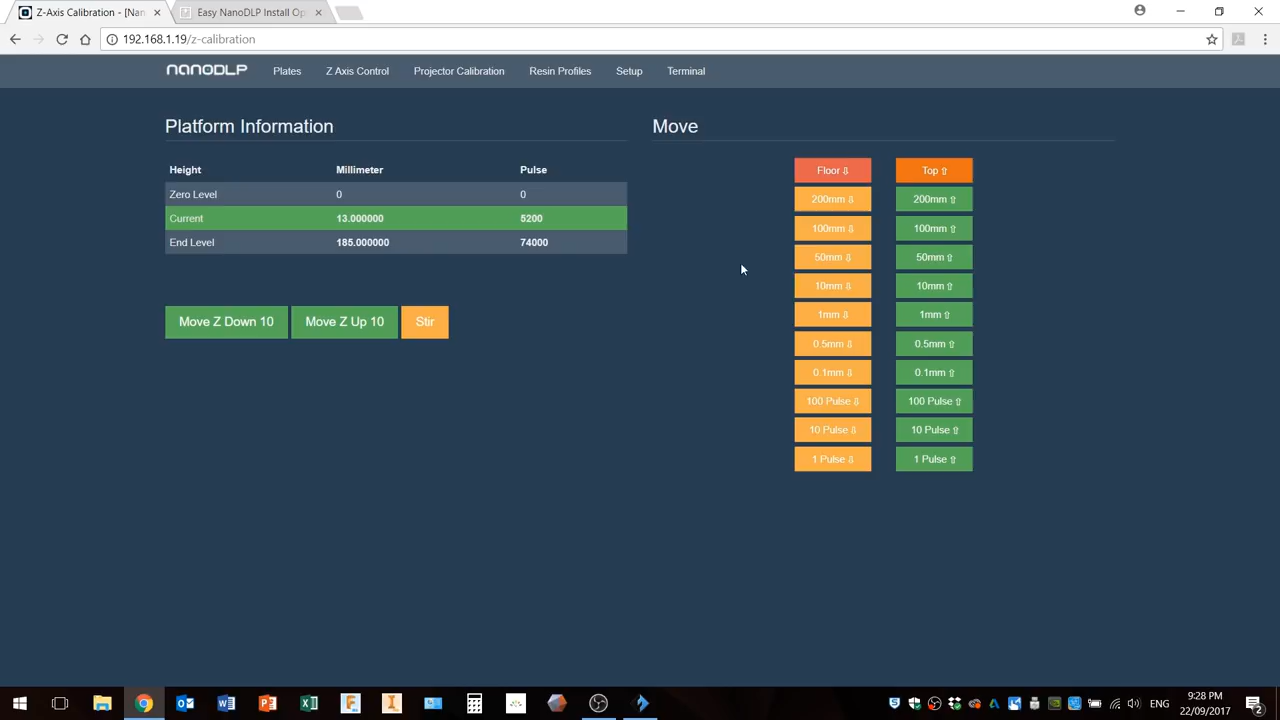 Z-Axis Calibration - [Nan
Easy NanoDLP Install Op
192.168.1.19/z-calibration
nanoDLP Plates Z Axis Control Projector Calibration Resin Profiles Setup Terminal
Platform Information
Height Millimeter Pulse
Zero Level 0 0
Current 13.000000 5200
End Level 185.000000 74000
Move Z Down 10 Move Z Up 10 Stir
Move
Floor ⇩ Top ⇧
200mm ⇩ 200mm ⇧
100mm ⇩ 100mm ⇧
50mm ⇩ 50mm ⇧
10mm ⇩ 10mm ⇧
1mm ⇩ 1mm ⇧
0.5mm ⇩ 0.5mm ⇧
0.1mm ⇩ 0.1mm ⇧
100 Pulse ⇩ 100 Pulse ⇧
10 Pulse ⇩ 10 Pulse ⇧
1 Pulse ⇩ 1 Pulse ⇧
ENG
9:28 PM
22/09/2017